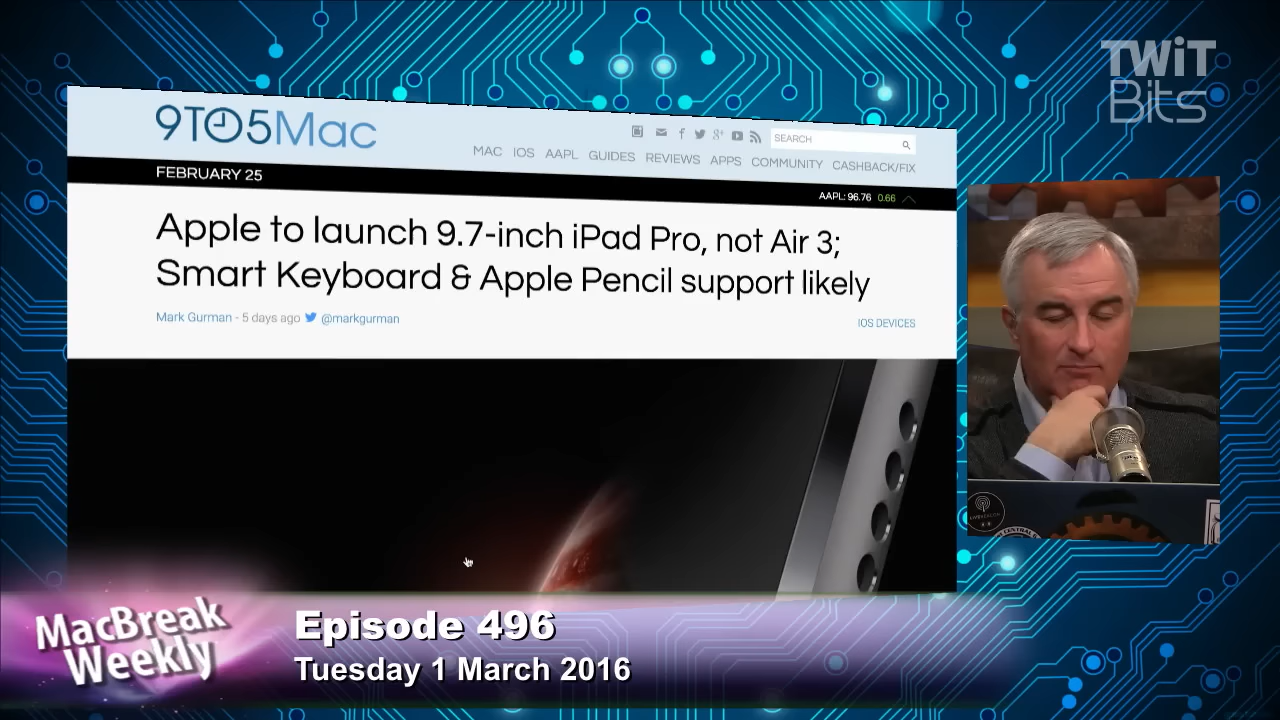 TWiT
Bits
9TO5Mac
SEARCH
MAC IOS AAPL GUIDES REVIEWS APPS COMMUNITY CASHBACK/FIX
FEBRUARY 25
AAPL: 96.76 0.66
Apple to launch 9.7-inch iPad Pro, not Air 3;
Smart Keyboard & Apple Pencil support likely
Mark Gurman - 5 days ago @markgurman
IOS DEVICES
MacBreak
Weekly
Episode 496
Tuesday 1 March 2016